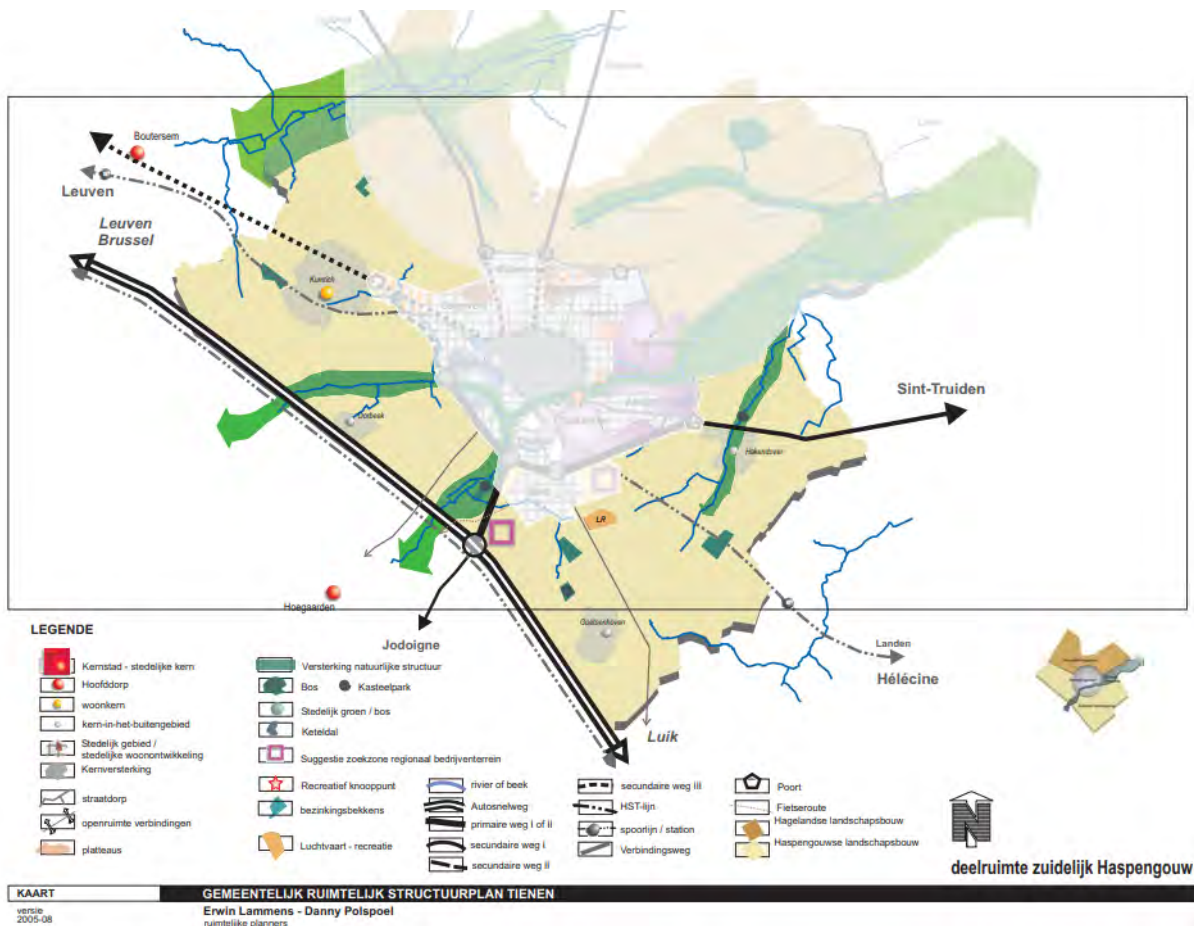 Boutersem
Leuven
Leuven
Brussel
Kumtich
Sint-Truiden
Oorbeek
Hakendover
LR
Hoegaarden
Goetsenhoven
Jodoigne
Landen
Hélécine
Luik
LEGENDE
Kernstad - stedelijke kern
Hoofddorp
woonkern
kern-in-het-buitengebied
Stedelijk gebied /
stedelijke woonontwikkeling
Kernversterking
straatdorp
openruimte verbindingen
platteaus
Versterking natuurlijke structuur
Bos
Kasteelpark
Stedelijk groen / bos
Keteldal
Suggestie zoekzone regionaal bedrijventerrein
Recreatief knooppunt
bezinkingsbekkens
Luchtvaart - recreatie
rivier of beek
Autosnelweg
primaire weg I of II
secundaire weg I
secundaire weg II
secundaire weg III
HST-lijn
spoorlijn / station
Verbindingsweg
Poort
Fietseroute
Hagelandse landschapsbouw
Haspengouwse landschapsbouw
N
deelruimte zuidelijk Haspengouw
KAART
GEMEENTELIJK RUIMTELIJK STRUCTUURPLAN TIENEN
versie
2005-08
Erwin Lammens - Danny Polspoel
ruimtelijke planners